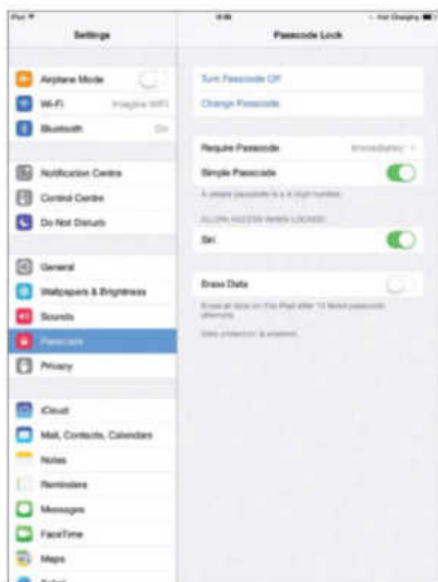 iPad
Not Charging
Settings
Passcode Lock
Airplane Mode
Wi-Fi
Imagine WiFi
Bluetooth
On
Notification Centre
Control Centre
Do Not Disturb
General
Wallpapers & Brightness
Sounds
Passcode
Privacy
iCloud
Mail, Contacts, Calendars
Notes
Reminders
Messages
FaceTime
Maps
Safari
Turn Passcode Off
Change Passcode
Require Passcode
Immediately
Simple Passcode
A simple passcode is a 4 digit number.
ALLOW ACCESS WHEN LOCKED:
Siri
Erase Data
Erase all data on this iPad after 10 failed passcode
attempts.
Data protection is enabled.